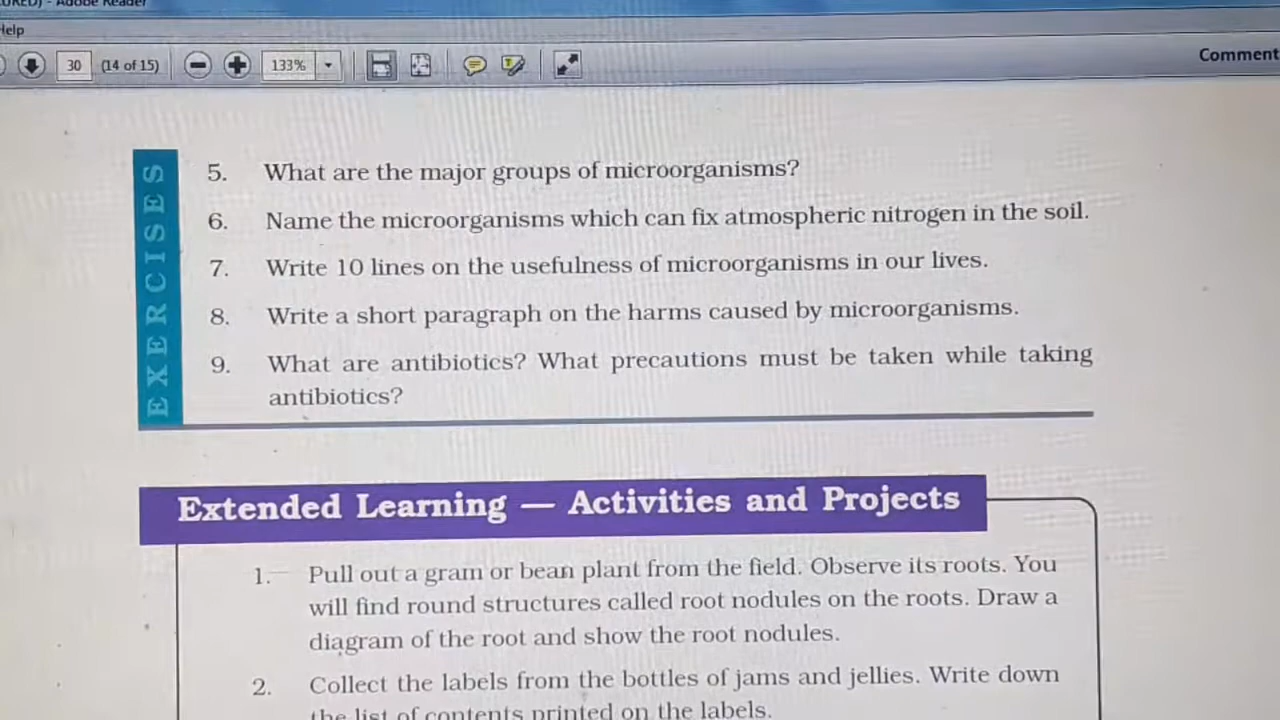 Adobe Reader
Help
30 (14 of 15) 133% Comment
EXERCISES
5. What are the major groups of microorganisms?
6. Name the microorganisms which can fix atmospheric nitrogen in the soil.
7. Write 10 lines on the usefulness of microorganisms in our lives.
8. Write a short paragraph on the harms caused by microorganisms.
9. What are antibiotics? What precautions must be taken while taking
antibiotics?
Extended Learning — Activities and Projects
1. Pull out a gram or bean plant from the field. Observe its roots. You
will find round structures called root nodules on the roots. Draw a
diagram of the root and show the root nodules.
2. Collect the labels from the bottles of jams and jellies. Write down
the list of contents printed on the labels.